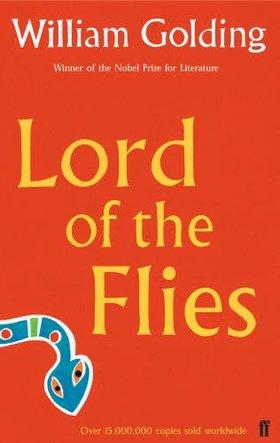 William Golding
Winner of the Nobel Prize for Literature
Lord
of the
Flies
Over 15,000,000 copies sold worldwide
ff